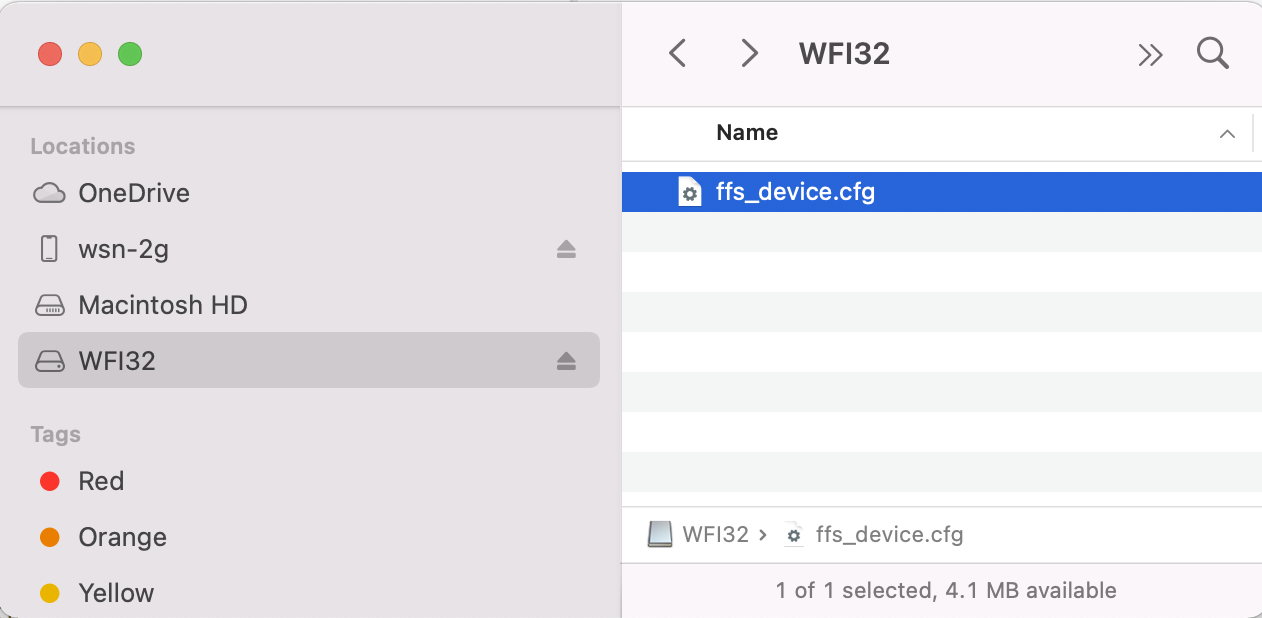 WFI32
Locations
OneDrive
wsn-2g
Macintosh HD
WFI32
Tags
Red
Orange
Yellow
Name
ffs_device.cfg
WFI32 › ffs_device.cfg
1 of 1 selected, 4.1 MB available